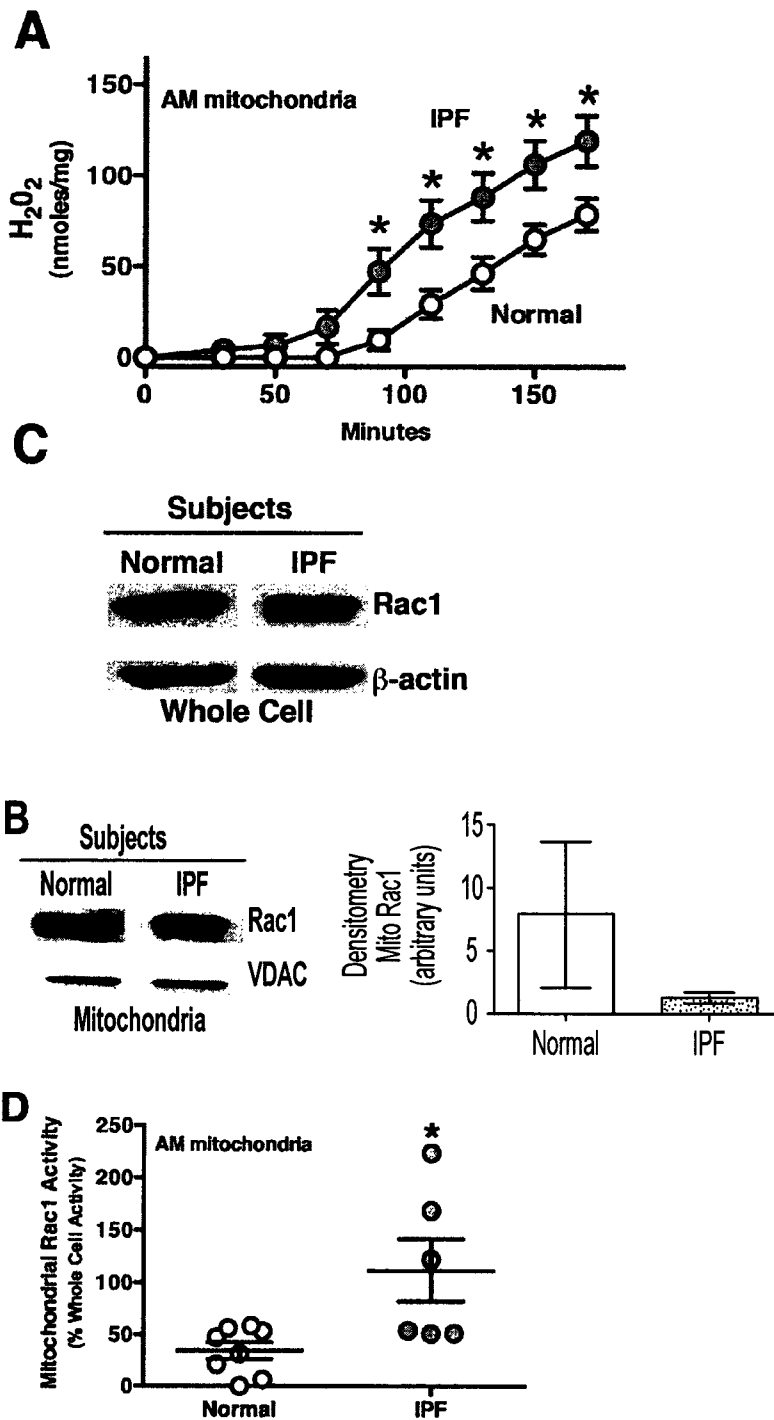 A
150
100
50
0
H₂0₂
(nmoles/mg)
AM mitochondria
IPF
* * * * *
Normal
0 50 100 150
Minutes
C
Subjects
Normal IPF
Rac1
β-actin
Whole Cell
B
Subjects
Normal IPF
Rac1
VDAC
Mitochondria
Densitometry
Mito Rac1
(arbitrary units)
15
10
5
0
Normal IPF
D
Mitochondrial Rac1 Activity
(% Whole Cell Activity)
250
200
150
100
50
0
AM mitochondria
*
Normal IPF